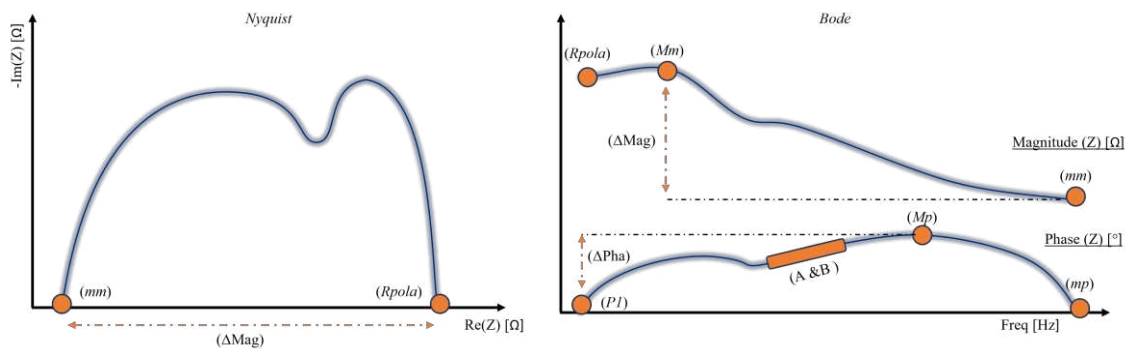 Nyquist
-Im(Z) [Ω]
(mm)
(Rpola)
Re(Z) [Ω]
(ΔMag)
Bode
(Rpola)
(Mm)
(ΔMag)
Magnitude (Z) [Ω]
(mm)
(Mp)
Phase (Z) [°]
(ΔPha)
(A &B )
(mp)
(P1)
Freq [Hz]